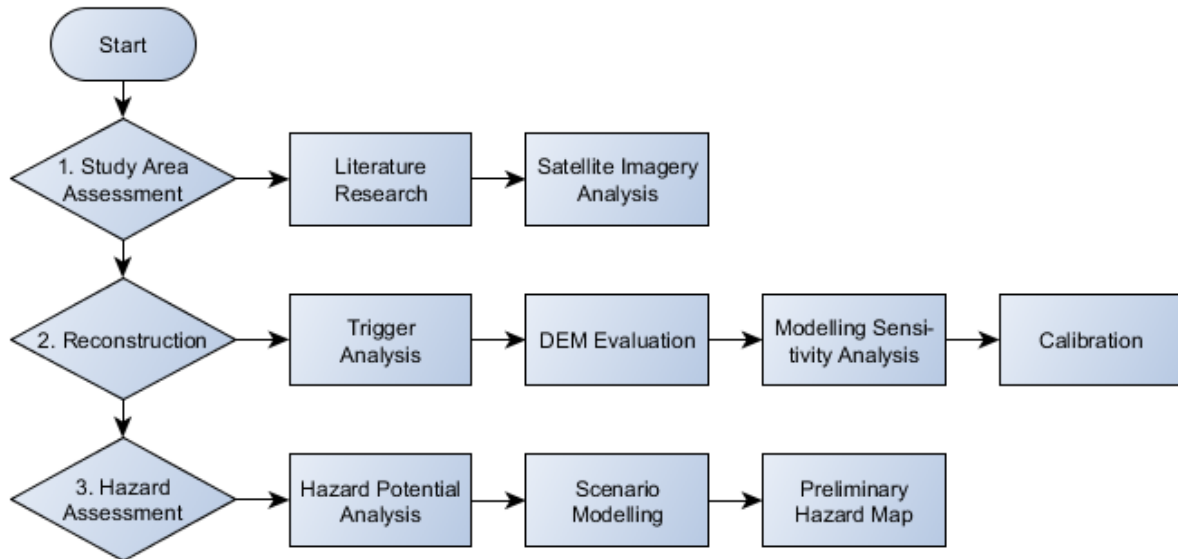 Start
1. Study Area
Assessment
Literature
Research
Satellite Imagery
Analysis
2. Reconstruction
Trigger
Analysis
DEM Evaluation
Modelling Sensi-
tivity Analysis
Calibration
3. Hazard
Assessment
Hazard Potential
Analysis
Scenario
Modelling
Preliminary
Hazard Map